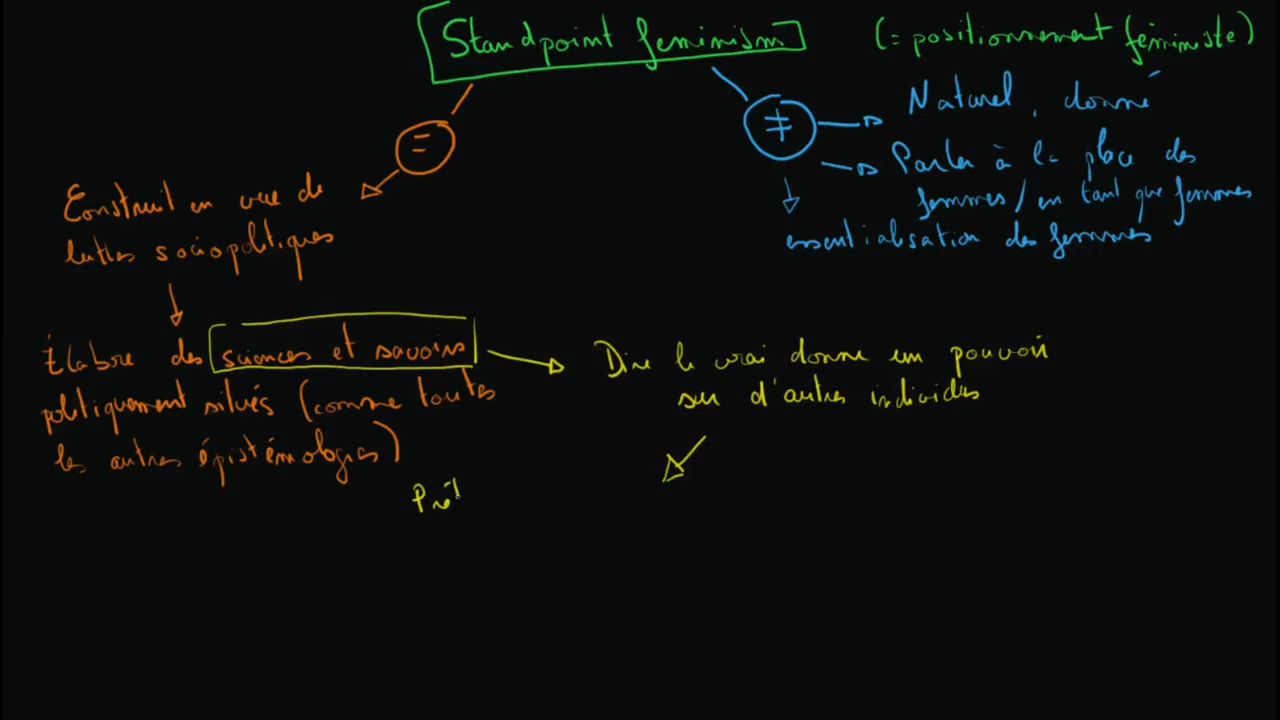 Standpoint feminism (= positionnement féministe)
=
≠
Naturel, donné
Parler à la place des
femmes / en tant que femmes
essentialisation des femmes
Construit en vue de
luttes sociopolitiques
Élabore des sciences et savoirs
politiquement situés (comme toutes
les autres épistémologies)
Dire le vrai donne un pouvoir
sur d'autres individus
Prét